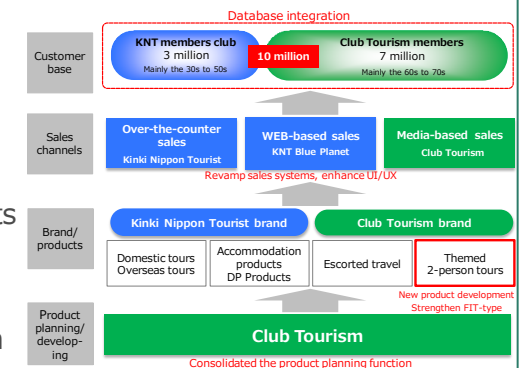 Database integration
Customer
base
KNT members club
3 million
Mainly the 30s to 50s
10 million
Club Tourism members
7 million
Mainly the 60s to 70s
Sales
channels
Over-the-counter
sales
Kinki Nippon Tourist
WEB-based sales
KNT Blue Planet
Media-based sales
Club Tourism
Revamp sales systems, enhance UI/UX
ts
Brand/
products
Kinki Nippon Tourist brand
Club Tourism brand
Domestic tours
Overseas tours
Accommodation
products
DP Products
Escorted travel
Themed
2-person tours
New product development
Strengthen FIT-type
Product
planning/
develop-
ing
Club Tourism
Consolidated the product planning function